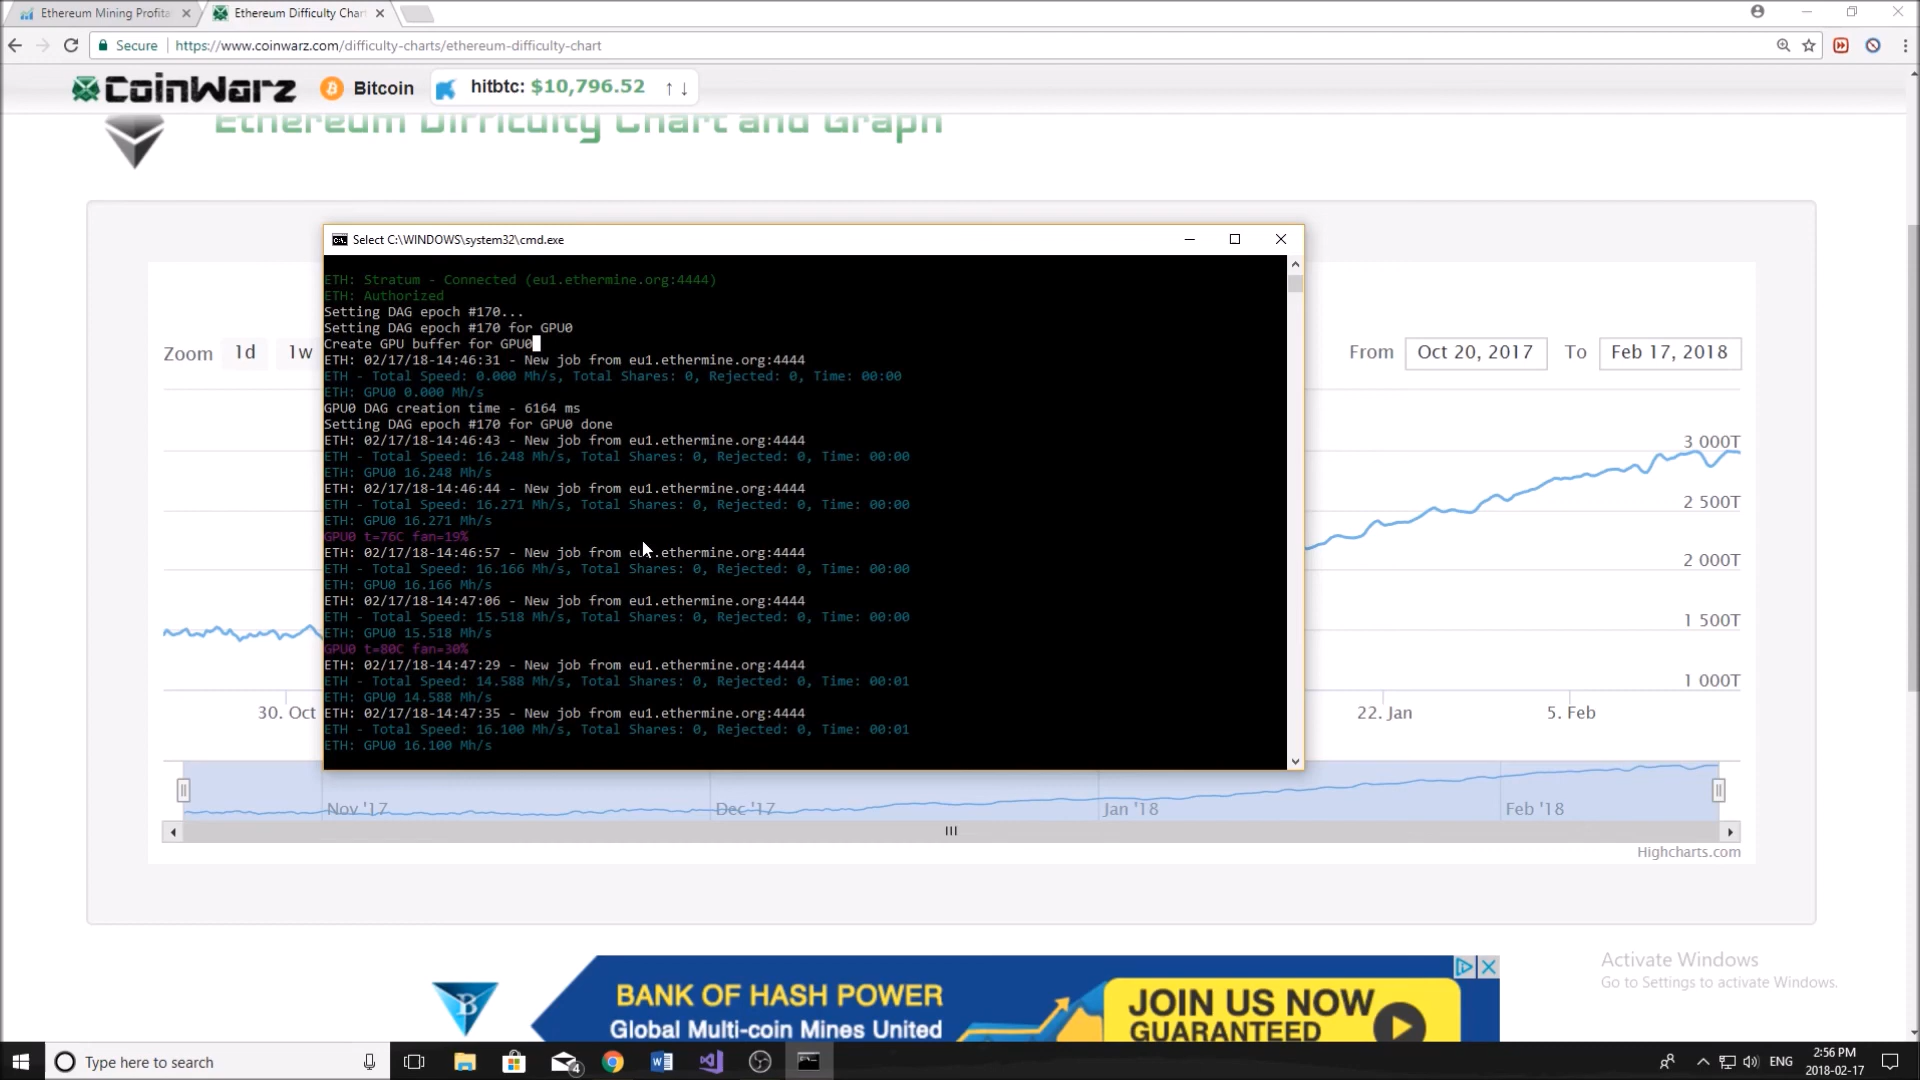 Ethereum Mining Profita
Ethereum Difficulty Char
Secure
https://www.coinwarz.com/difficulty-charts/ethereum-difficulty-chart
CoinWarz
Bitcoin
hitbtc: $10,796.52 ↑ ↓
Ethereum Difficulty Chart and Graph
Zoom 1d 1w
From Oct 20, 2017 To Feb 17, 2018
Select C:\WINDOWS\system32\cmd.exe
ETH: Stratum - Connected (eu1.ethermine.org:4444)
ETH: Authorized
Setting DAG epoch #170...
Setting DAG epoch #170 for GPU0
Create GPU buffer for GPU0
ETH: 02/17/18-14:46:31 - New job from eu1.ethermine.org:4444
ETH - Total Speed: 0.000 Mh/s, Total Shares: 0, Rejected: 0, Time: 00:00
ETH: GPU0 0.000 Mh/s
GPU0 DAG creation time - 6164 ms
Setting DAG epoch #170 for GPU0 done
ETH: 02/17/18-14:46:43 - New job from eu1.ethermine.org:4444
ETH - Total Speed: 16.248 Mh/s, Total Shares: 0, Rejected: 0, Time: 00:00
ETH: GPU0 16.248 Mh/s
ETH: 02/17/18-14:46:44 - New job from eu1.ethermine.org:4444
ETH - Total Speed: 16.271 Mh/s, Total Shares: 0, Rejected: 0, Time: 00:00
ETH: GPU0 16.271 Mh/s
GPU0 t=76C fan=19%
ETH: 02/17/18-14:46:57 - New job from eu1.ethermine.org:4444
ETH - Total Speed: 16.166 Mh/s, Total Shares: 0, Rejected: 0, Time: 00:00
ETH: GPU0 16.166 Mh/s
ETH: 02/17/18-14:47:06 - New job from eu1.ethermine.org:4444
ETH - Total Speed: 15.518 Mh/s, Total Shares: 0, Rejected: 0, Time: 00:00
ETH: GPU0 15.518 Mh/s
GPU0 t=80C fan=30%
ETH: 02/17/18-14:47:29 - New job from eu1.ethermine.org:4444
ETH - Total Speed: 14.588 Mh/s, Total Shares: 0, Rejected: 0, Time: 00:01
ETH: GPU0 14.588 Mh/s
ETH: 02/17/18-14:47:35 - New job from eu1.ethermine.org:4444
ETH - Total Speed: 16.100 Mh/s, Total Shares: 0, Rejected: 0, Time: 00:01
ETH: GPU0 16.100 Mh/s
3 000T
2 500T
2 000T
1 500T
1 000T
30. Oct
22. Jan
5. Feb
Nov '17
Dec '17
Jan '18
Feb '18
Highcharts.com
BANK OF HASH POWER
Global Multi-coin Mines United
JOIN US NOW
GUARANTEED
Activate Windows
Go to Settings to activate Windows.
Type here to search
4
ENG
2:56 PM
2018-02-17